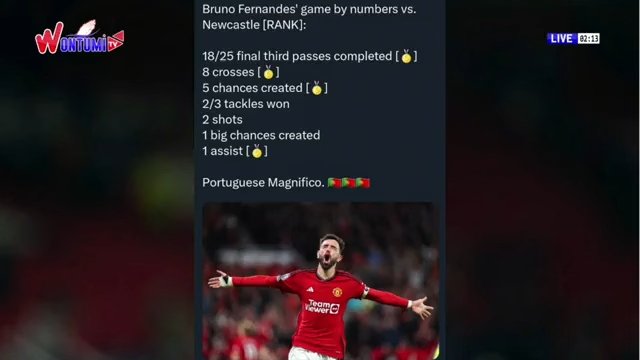 Bruno Fernandes' game by numbers vs.
Newcastle [RANK]:
WONTUMI TV
LIVE 02:13
18/25 final third passes completed [🥇]
8 crosses [🥇]
5 chances created [🥇]
2/3 tackles won
2 shots
1 big chances created
1 assist [🥇]
Portuguese Magnifico. 🇵🇹🇵🇹🇵🇹
TeamViewer